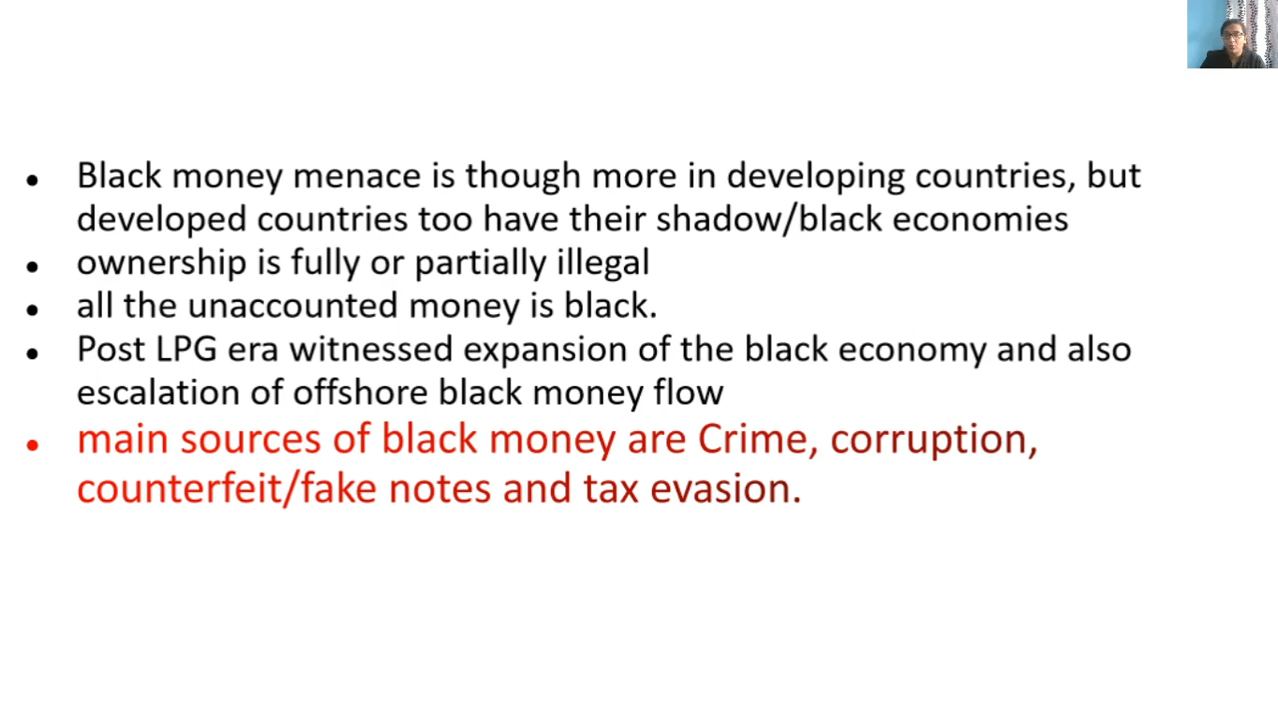 • Black money menace is though more in developing countries, but
developed countries too have their shadow/black economies
• ownership is fully or partially illegal
• all the unaccounted money is black.
• Post LPG era witnessed expansion of the black economy and also
escalation of offshore black money flow
• main sources of black money are Crime, corruption,
counterfeit/fake notes and tax evasion.